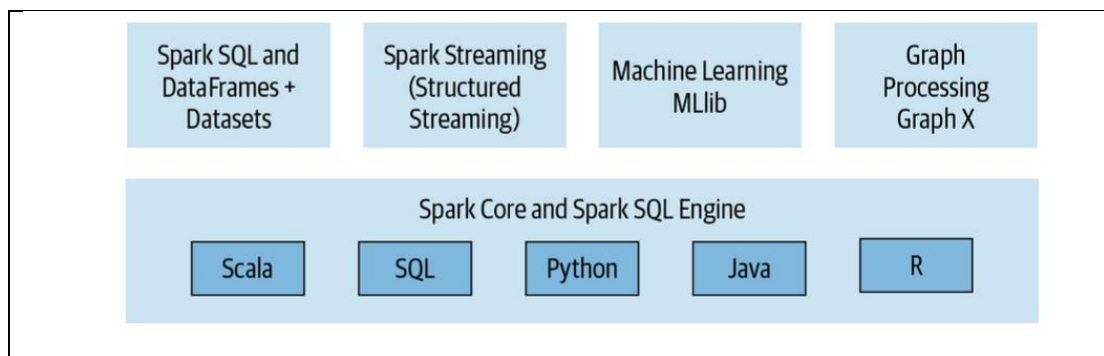 Spark SQL and
DataFrames +
Datasets
Spark Streaming
(Structured
Streaming)
Machine Learning
MLlib
Graph
Processing
Graph X
Spark Core and Spark SQL Engine
Scala
SQL
Python
Java
R